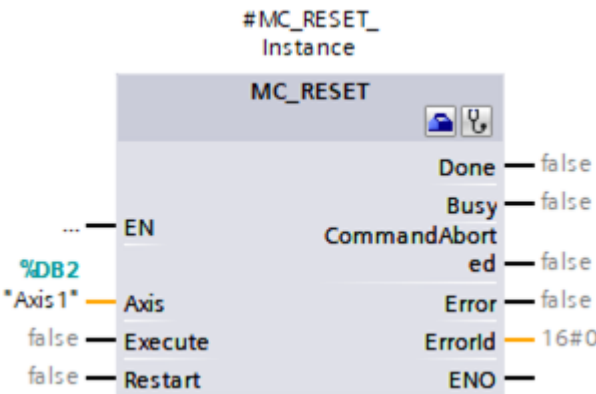 #MC_RESET_
Instance
MC_RESET
Done false
Busy false
... EN
CommandAbort
ed false
%DB2
"Axis1" Axis
Error false
false Execute
ErrorId 16#0
false Restart
ENO